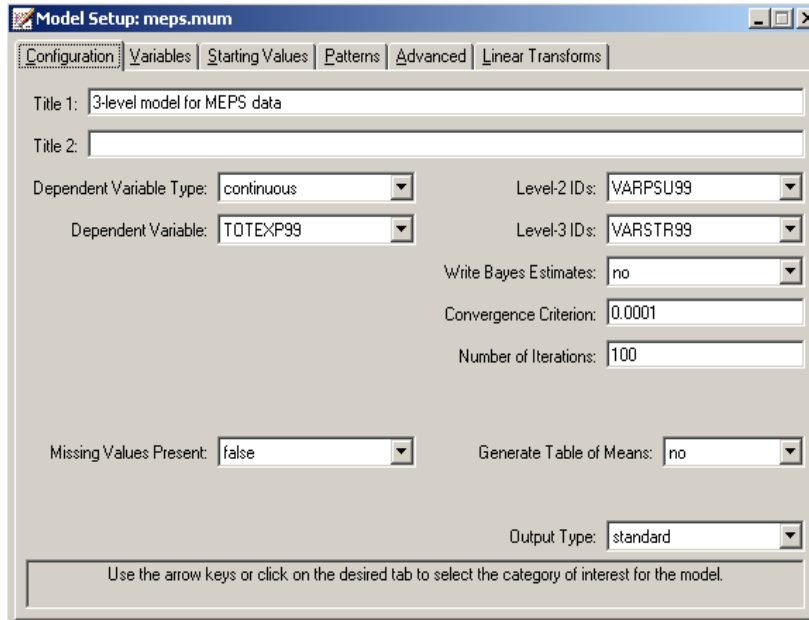 Model Setup: meps.mum
Configuration Variables Starting Values Patterns Advanced Linear Transforms
Title 1: 3-level model for MEPS data
Title 2:
Dependent Variable Type: continuous Level-2 IDs: VARPSU99
Dependent Variable: TOTEXP99 Level-3 IDs: VARSTR99
Write Bayes Estimates: no
Convergence Criterion: 0.0001
Number of Iterations: 100
Missing Values Present: false Generate Table of Means: no
Output Type: standard
Use the arrow keys or click on the desired tab to select the category of interest for the model.